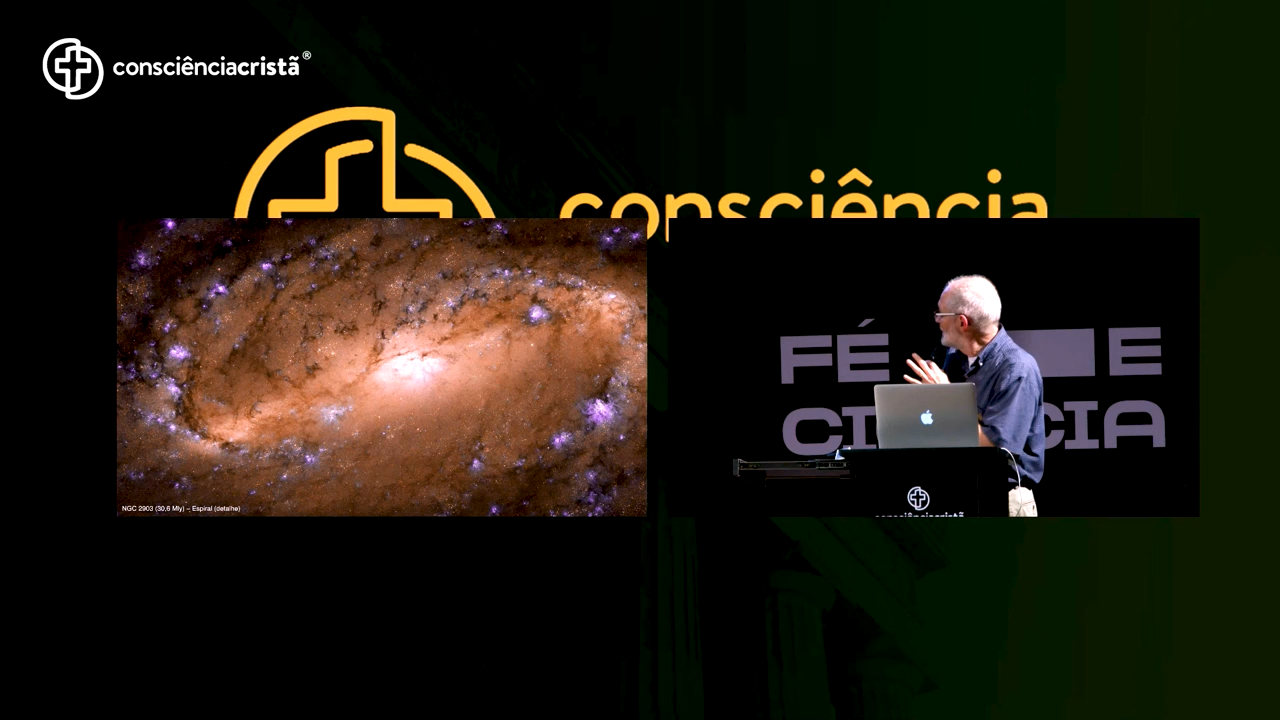 consciênciacristã®
consciência
NGC 2903 (30,6 Mly) – Espiral (detalhe)
FÉ E
CI CIA
consciênciacristã